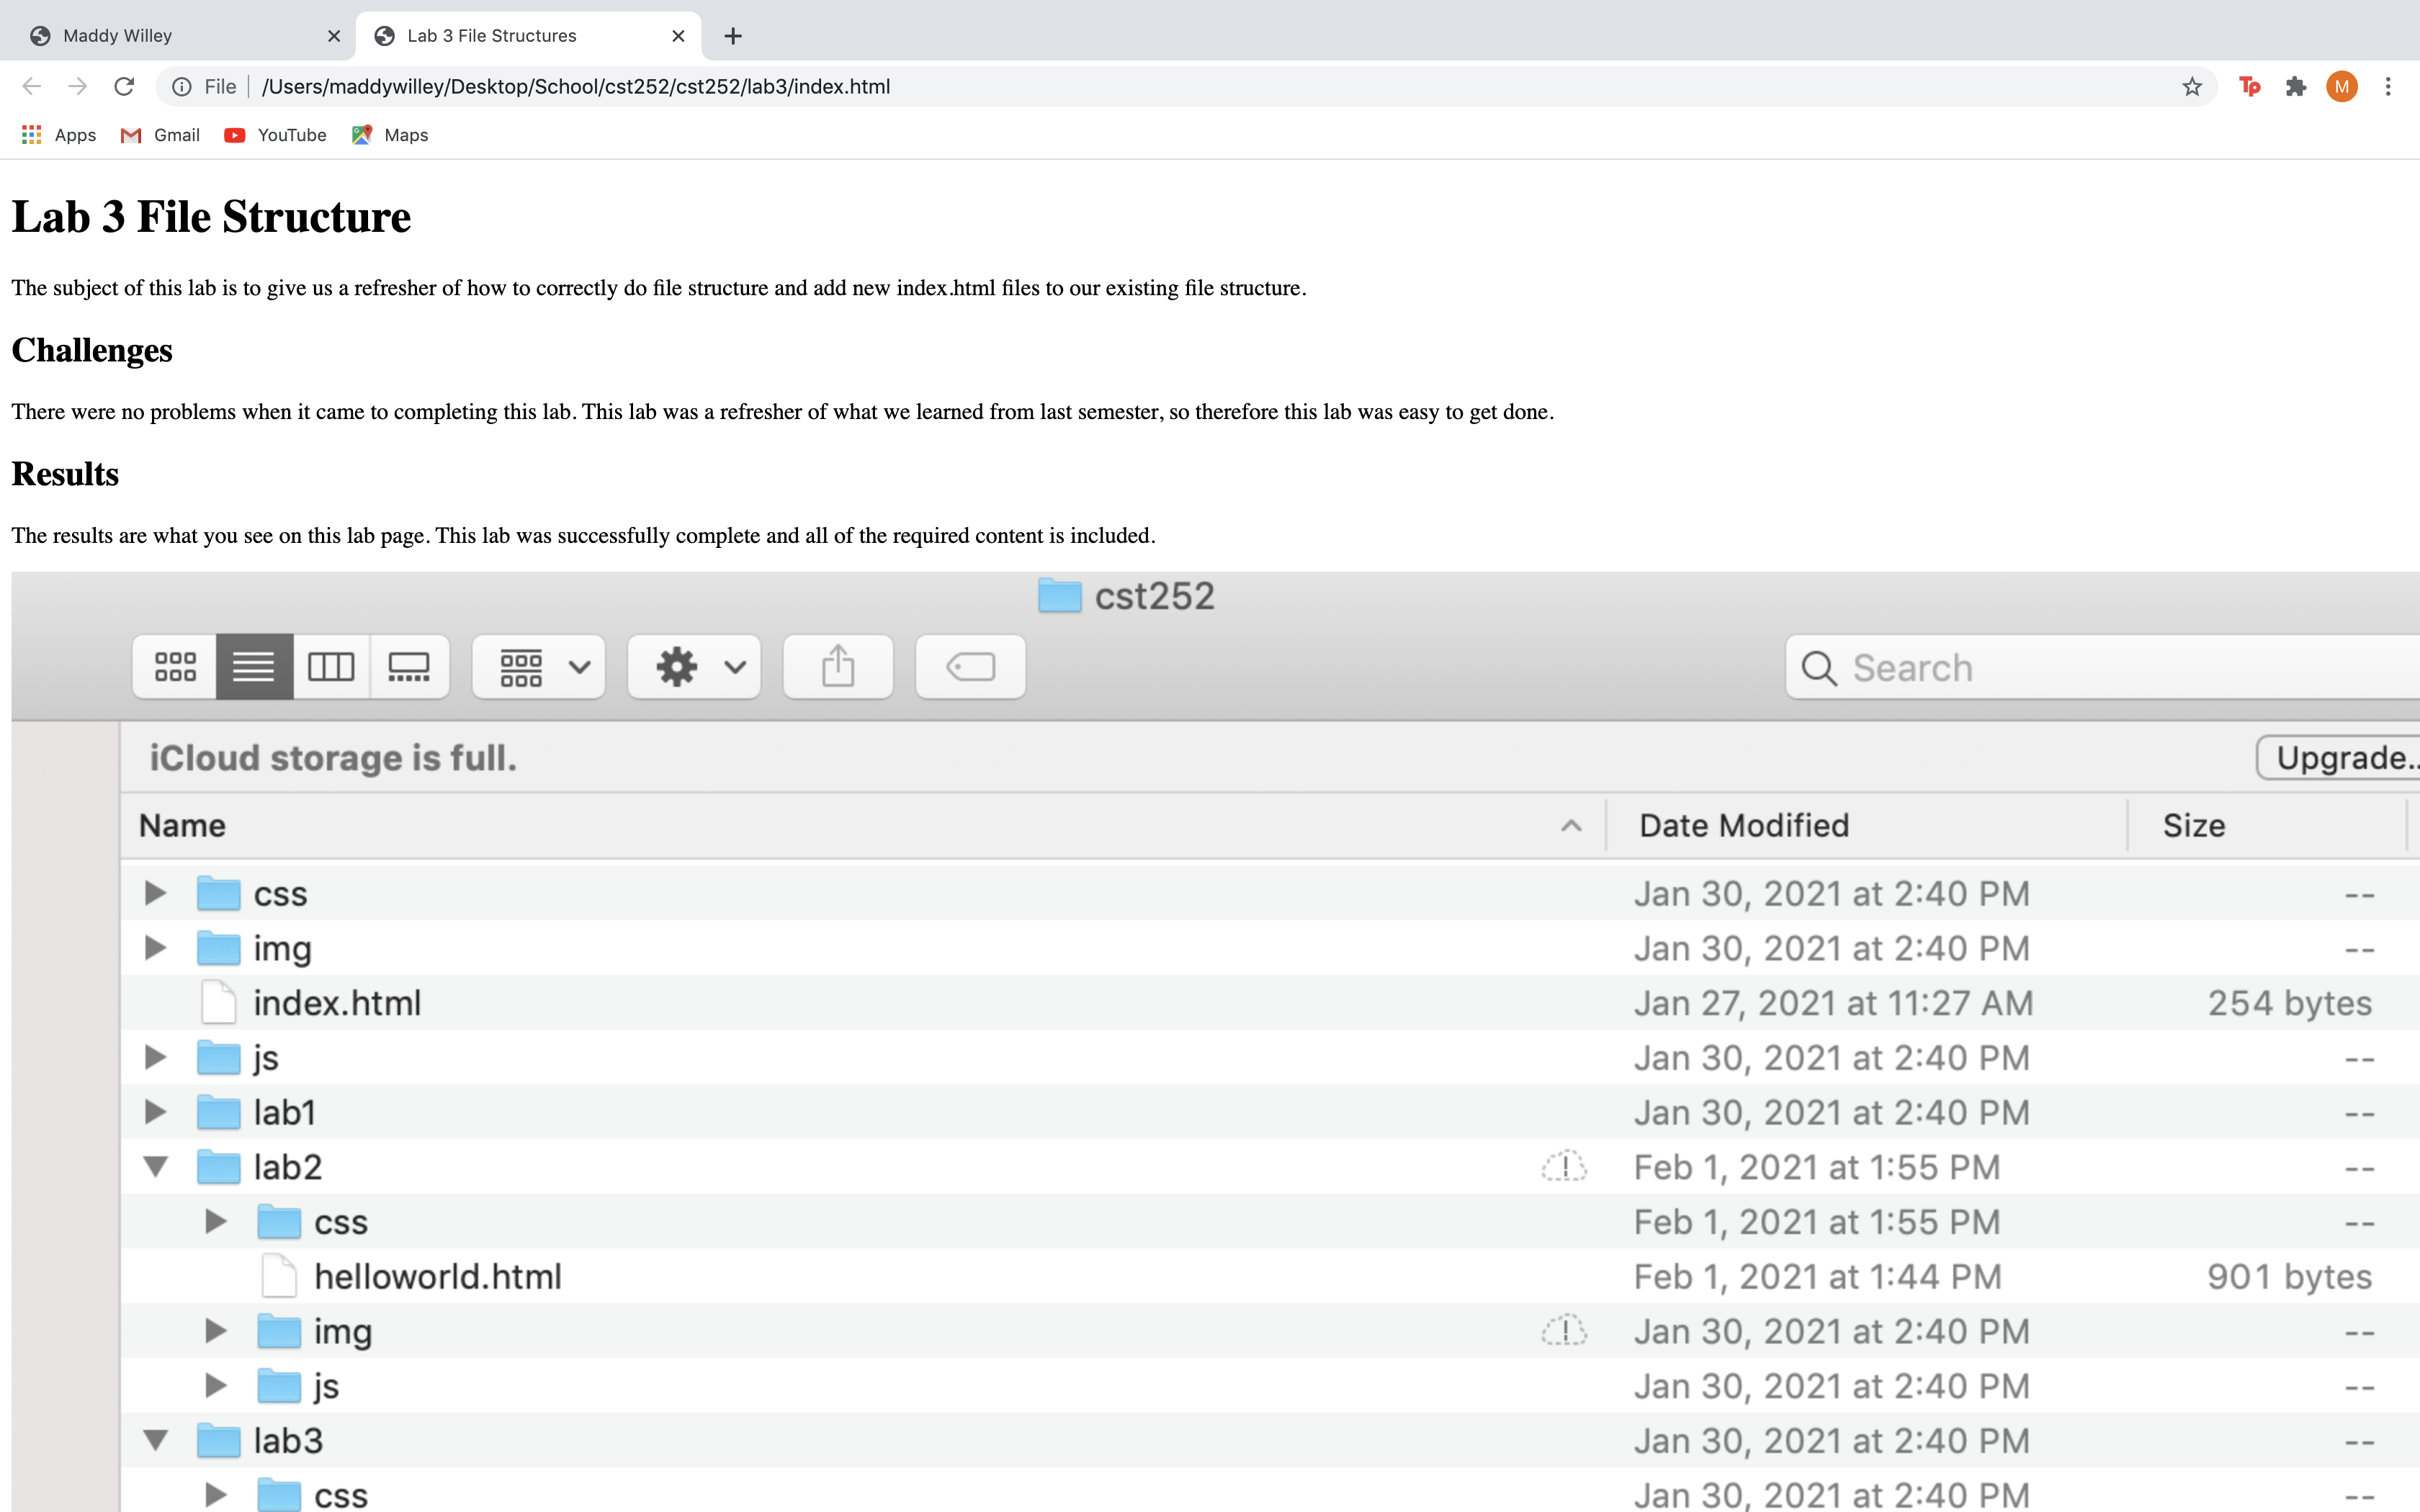 Maddy Willey
Lab 3 File Structures
File /Users/maddywilley/Desktop/School/cst252/cst252/lab3/index.html
Tp
M
Apps Gmail YouTube Maps
Lab 3 File Structure
The subject of this lab is to give us a refresher of how to correctly do file structure and add new index.html files to our existing file structure.
Challenges
There were no problems when it came to completing this lab. This lab was a refresher of what we learned from last semester, so therefore this lab was easy to get done.
Results
The results are what you see on this lab page. This lab was successfully complete and all of the required content is included.
cst252
Search
iCloud storage is full.
Upgrade..
Name Date Modified Size
css Jan 30, 2021 at 2:40 PM --
img Jan 30, 2021 at 2:40 PM --
index.html Jan 27, 2021 at 11:27 AM 254 bytes
js Jan 30, 2021 at 2:40 PM --
lab1 Jan 30, 2021 at 2:40 PM --
lab2 Feb 1, 2021 at 1:55 PM --
css Feb 1, 2021 at 1:55 PM --
helloworld.html Feb 1, 2021 at 1:44 PM 901 bytes
img Jan 30, 2021 at 2:40 PM --
js Jan 30, 2021 at 2:40 PM --
lab3 Jan 30, 2021 at 2:40 PM --
css Jan 30, 2021 at 2:40 PM --